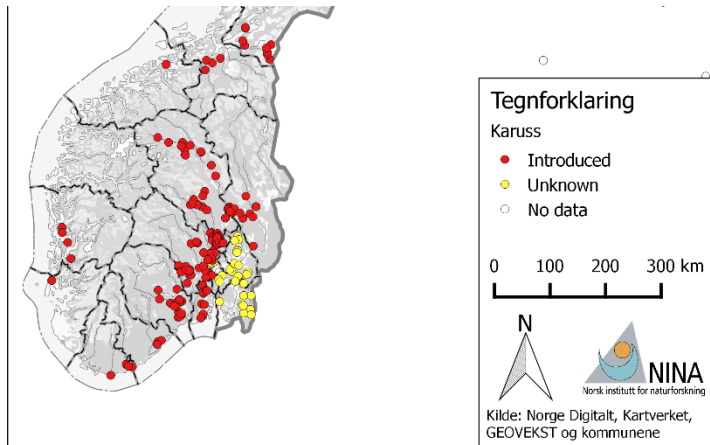 Tegnforklaring
Karuss
Introduced
Unknown
No data
0 100 200 300 km
N
NINA
Norsk institutt for naturforskning
Kilde: Norge Digitalt, Kartverket,
GEOVEKST og kommunene